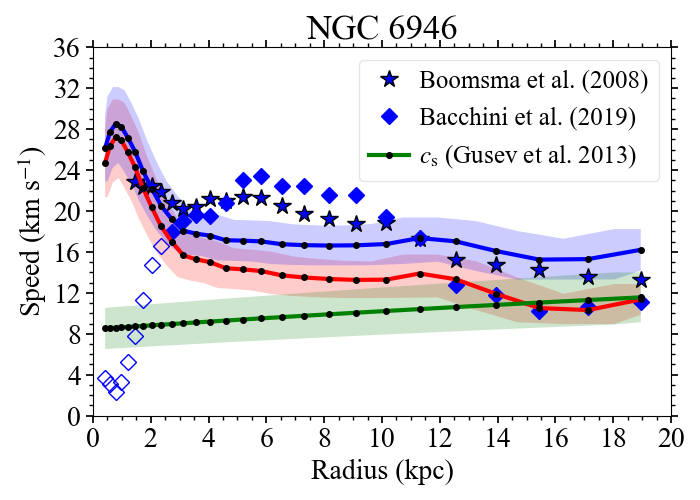 NGC 6946
Speed (km s⁻¹)
36
32
28
24
20
16
12
8
4
0
Boomsma et al. (2008)
Bacchini et al. (2019)
cₛ (Gusev et al. 2013)
0 2 4 6 8 10 12 14 16 18 20
Radius (kpc)